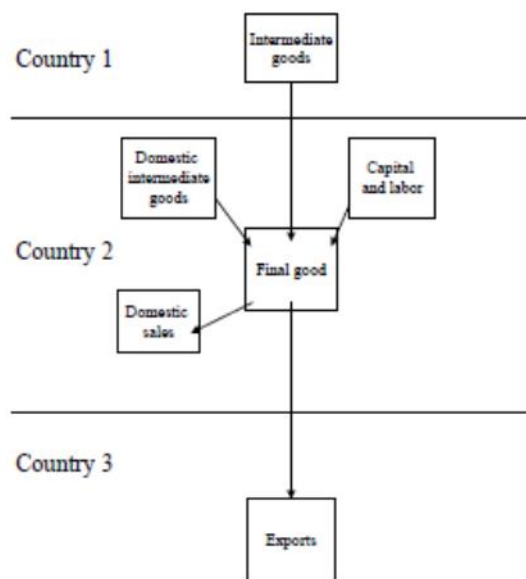 Country 1
Intermediate
goods
Domestic
intermediate
goods
Capital
and labor
Country 2
Final good
Domestic
sales
Country 3
Exports